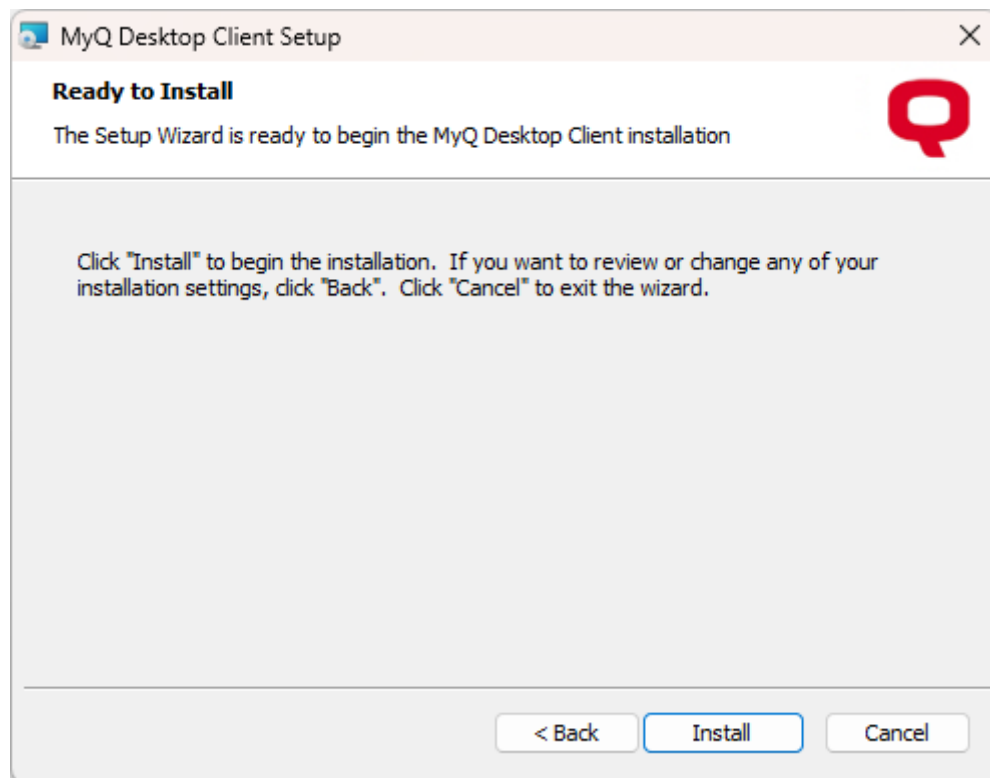 MyQ Desktop Client Setup
Ready to Install
The Setup Wizard is ready to begin the MyQ Desktop Client installation
Click "Install" to begin the installation.  If you want to review or change any of your
installation settings, click "Back".  Click "Cancel" to exit the wizard.
< Back
Install
Cancel